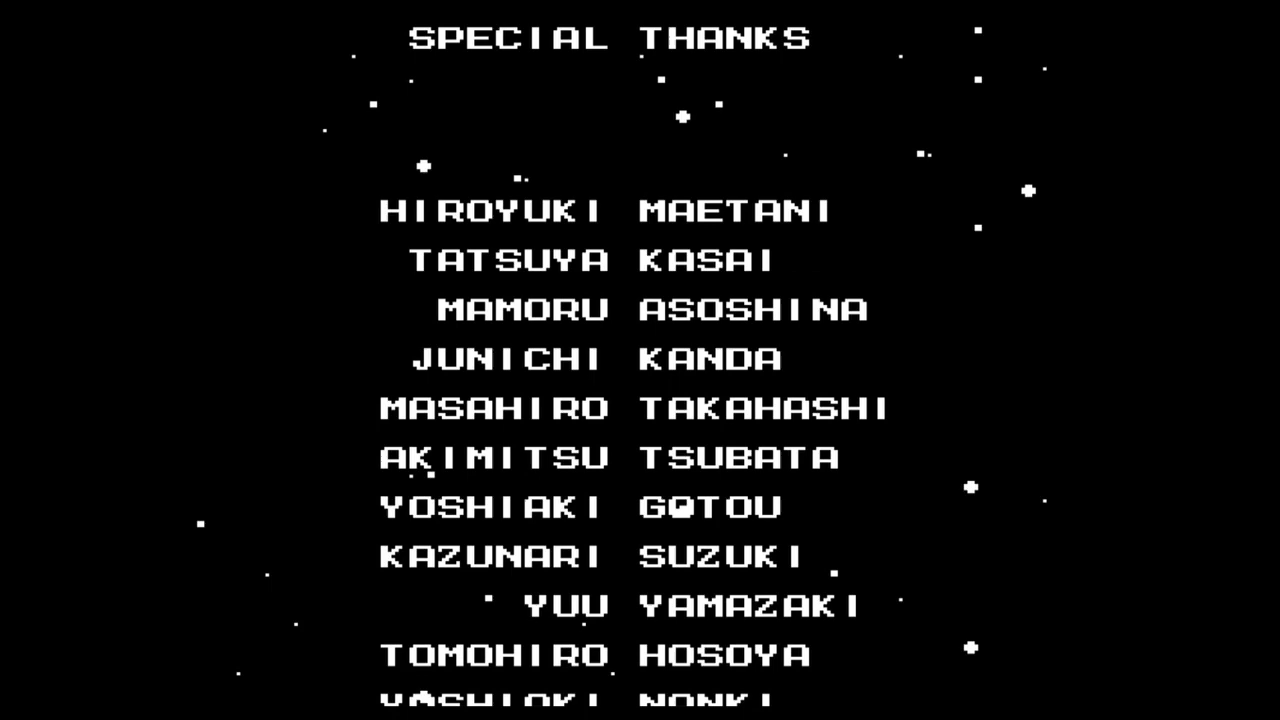 SPECIAL THANKS
HIROYUKI MAETANI
TATSUYA KASAI
MAMORU ASOSHINA
JUNICHI KANDA
MASAHIRO TAKAHASHI
AKIMITSU TSUBATA
YOSHIAKI GOTOU
KAZUNARI SUZUKI
YUU YAMAZAKI
TOMOHIRO HOSOYA